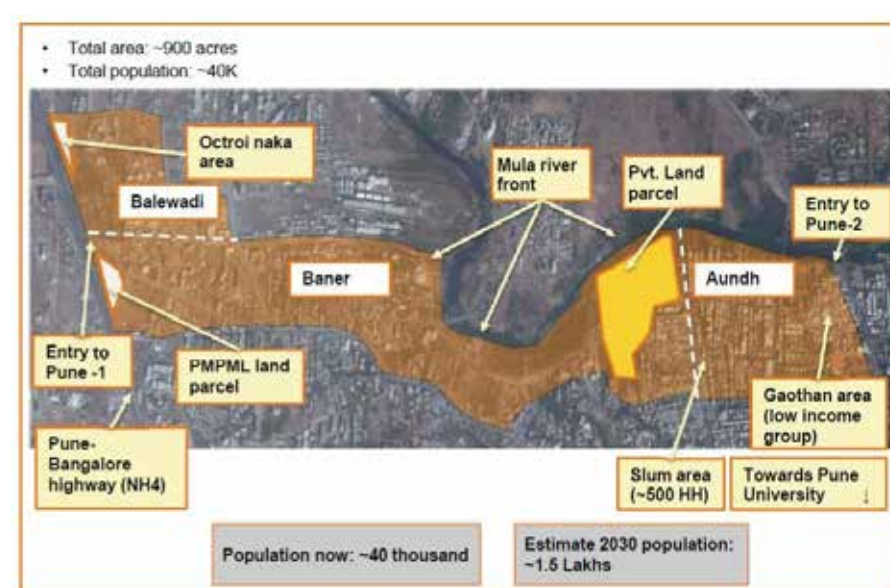 • Total area: ~900 acres
• Total population: ~40K
Octroi naka
area
Balewadi
Mula river
front
Pvt. Land
parcel
Entry to
Pune-2
Baner
Aundh
Entry to
Pune -1
PMPML land
parcel
Gaothan area
(low income
group)
Pune-
Bangalore
highway (NH4)
Slum area
(~500 HH)
Towards Pune
University ↓
Population now: ~40 thousand
Estimate 2030 population:
~1.5 Lakhs